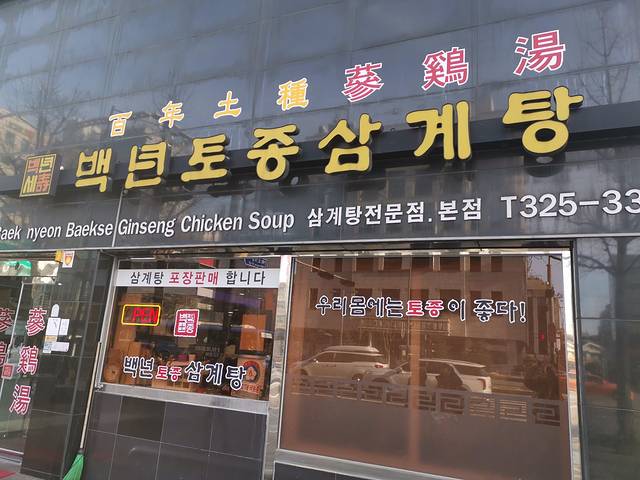 百年土種蔘鷄湯
백년토종삼계탕
Baek nyeon Baekse Ginseng Chicken Soup 삼계탕전문점.본점 T325-33
삼계탕 포장판매 합니다
우리몸에는토종이 좋다!
OPEN
백년토종삼계탕
蔘鷄湯